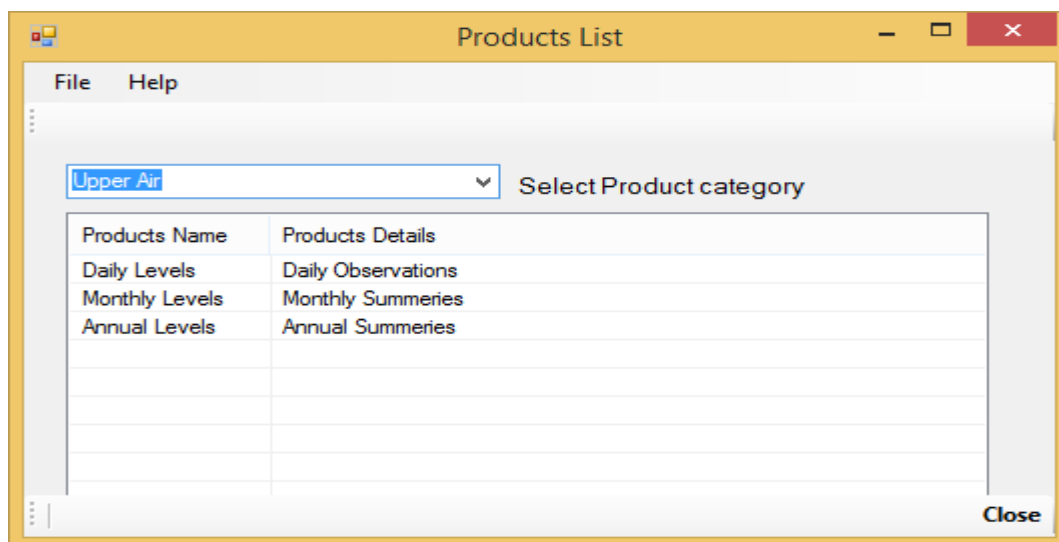 Products List
File Help
Upper Air Select Product category
Products Name Products Details
Daily Levels Daily Observations
Monthly Levels Monthly Summeries
Annual Levels Annual Summeries
Close